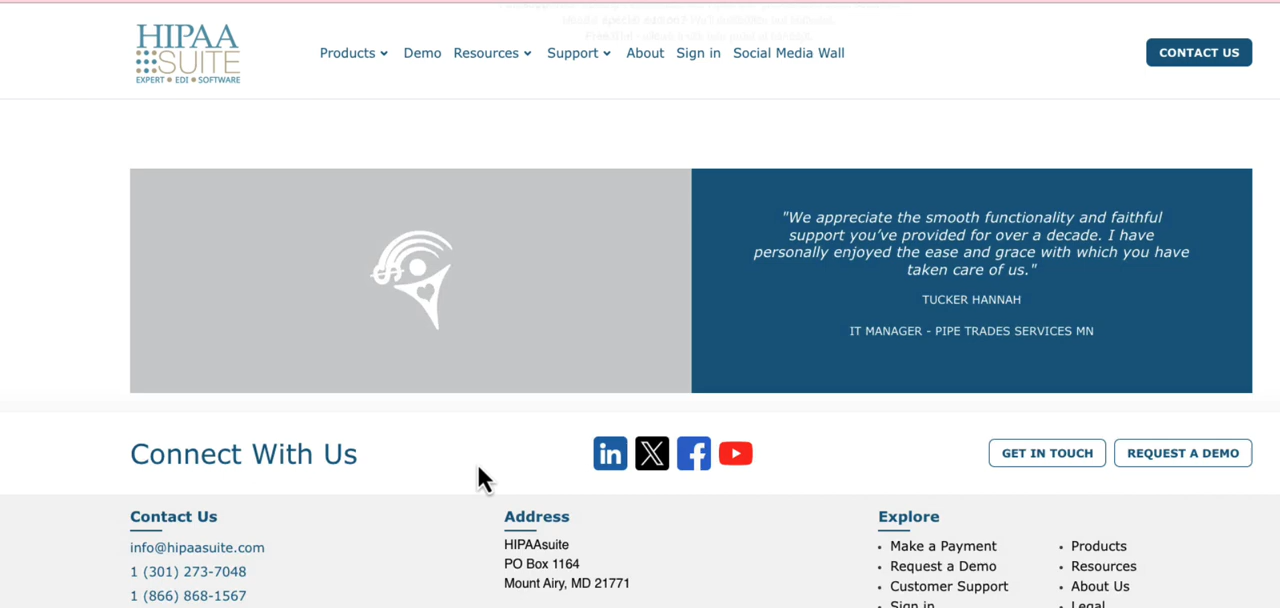 HIPAA
SUITE
EXPERT • EDI • SOFTWARE
Products Demo Resources Support About Sign in Social Media Wall
CONTACT US
"We appreciate the smooth functionality and faithful
support you've provided for over a decade. I have
personally enjoyed the ease and grace with which you have
taken care of us."
TUCKER HANNAH
IT MANAGER - PIPE TRADES SERVICES MN
Connect With Us
in X f
GET IN TOUCH
REQUEST A DEMO
Contact Us
info@hipaasuite.com
1 (301) 273-7048
1 (866) 868-1567
Address
HIPAAsuite
PO Box 1164
Mount Airy, MD 21771
Explore
• Make a Payment
• Request a Demo
• Customer Support
• Sign in
• Products
• Resources
• About Us
• Legal